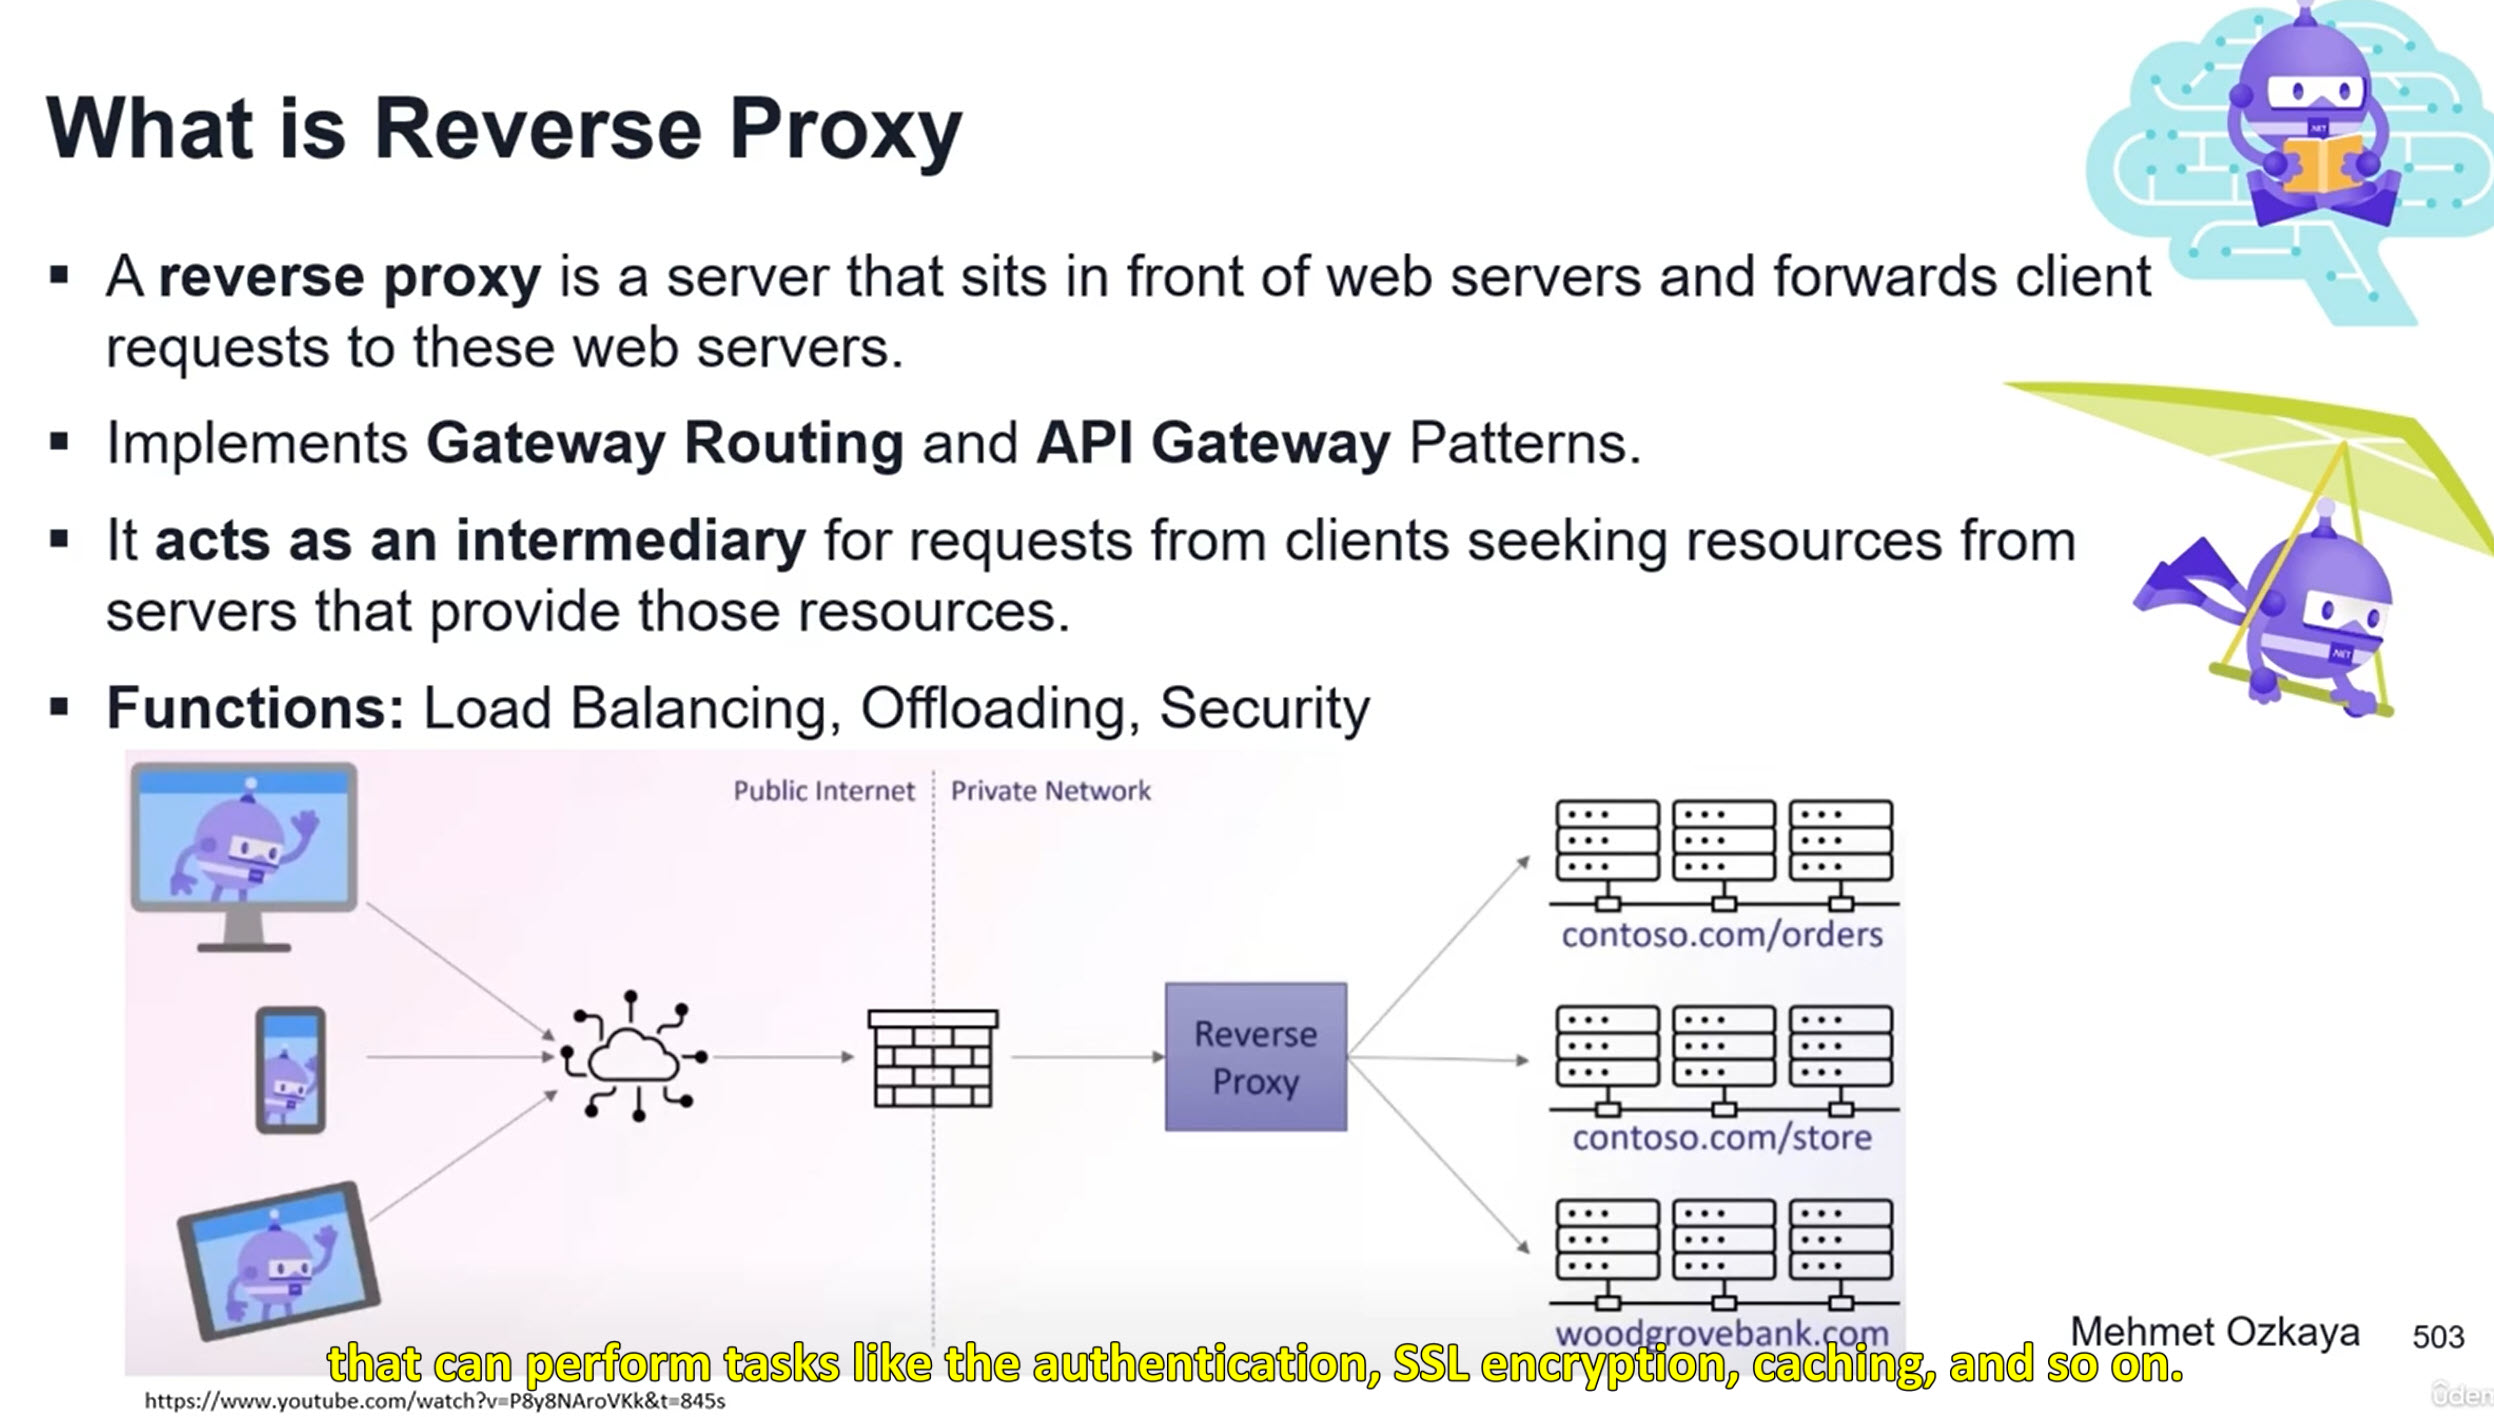 What is Reverse Proxy
▪ A reverse proxy is a server that sits in front of web servers and forwards client
requests to these web servers.
▪ Implements Gateway Routing and API Gateway Patterns.
▪ It acts as an intermediary for requests from clients seeking resources from
servers that provide those resources.
▪ Functions: Load Balancing, Offloading, Security
Public Internet
Private Network
contoso.com/orders
Reverse
Proxy
contoso.com/store
woodgrovebank.com
Mehmet Ozkaya
503
that can perform tasks like the authentication, SSL encryption, caching, and so on.
https://www.youtube.com/watch?v=P8y8NAroVKk&t=845s
.NET
.NET